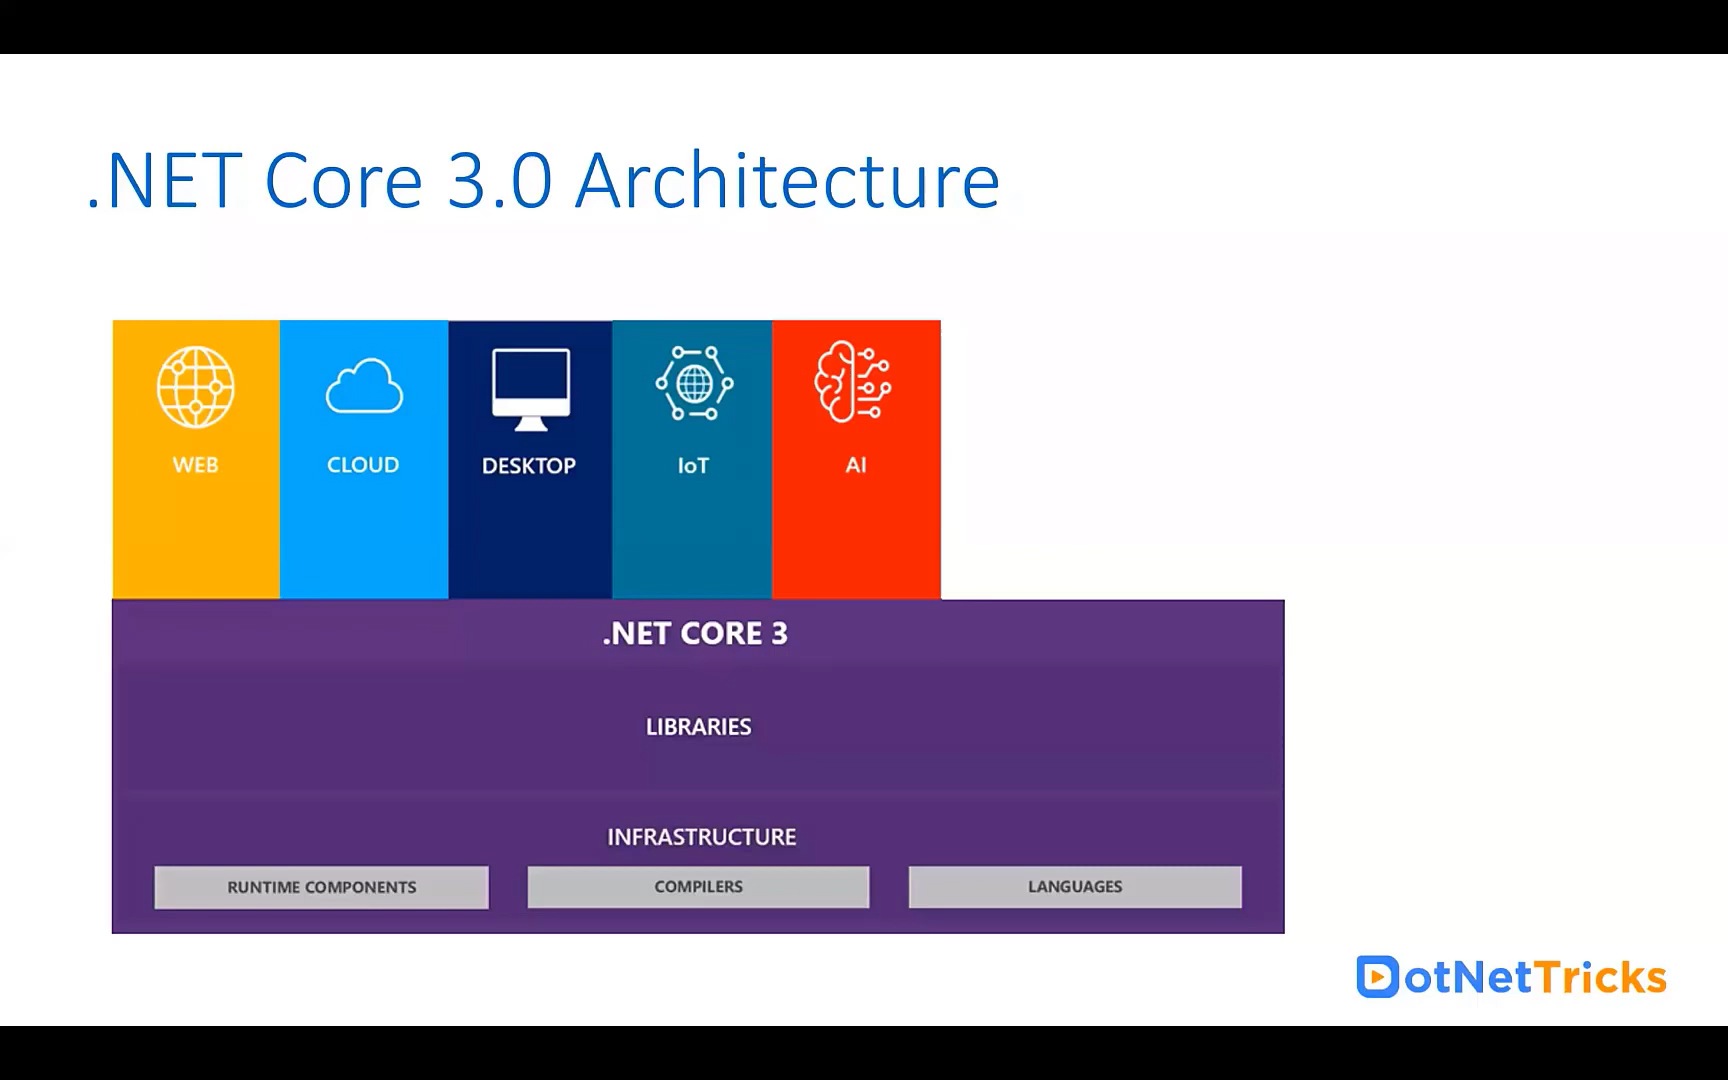 .NET Core 3.0 Architecture
WEB
CLOUD
DESKTOP
IoT
AI
.NET CORE 3
LIBRARIES
INFRASTRUCTURE
RUNTIME COMPONENTS
COMPILERS
LANGUAGES
DotNetTricks